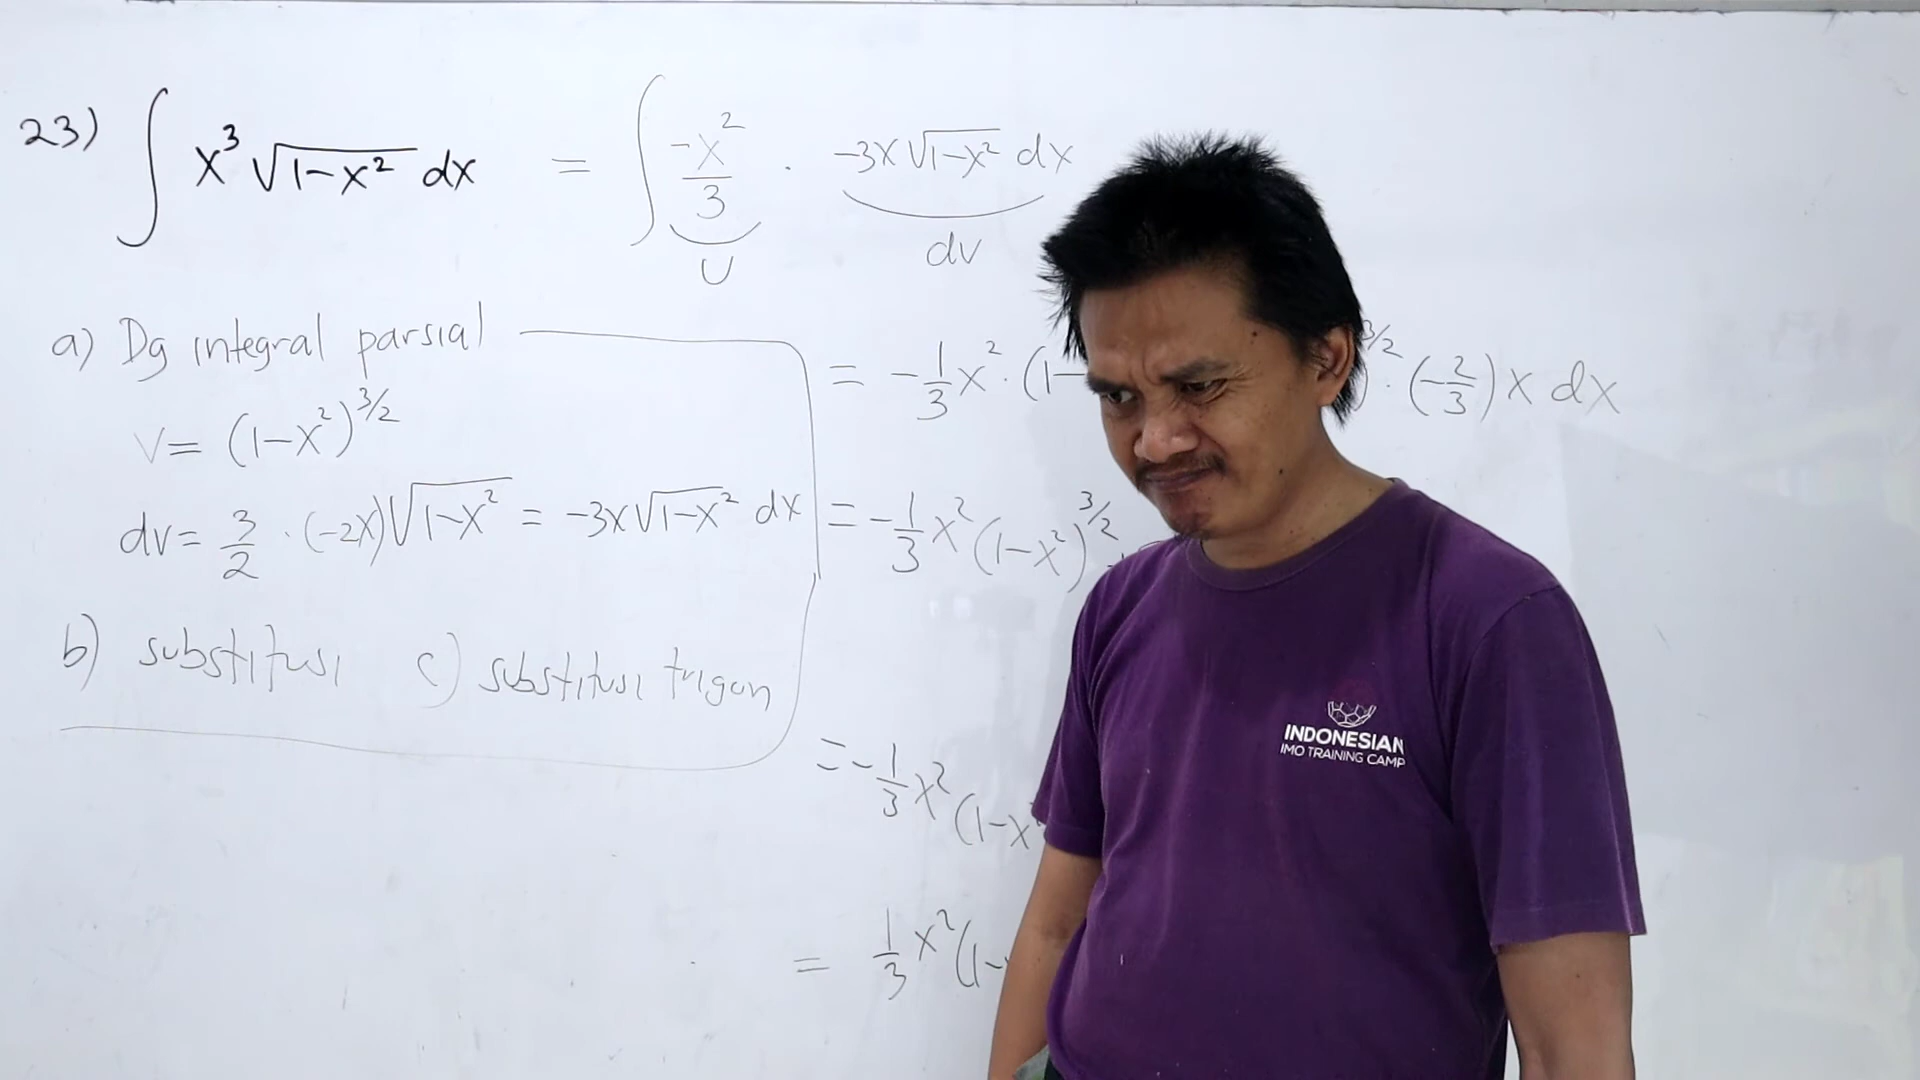 23) ∫ x³ √(1-x²) dx = ∫ -x²/3 · -3x√(1-x²) dx
U dv
a) Dg integral parsial
v = (1-x²)^3/2
dv = 3/2 · (-2x)√(1-x²) = -3x√(1-x²) dx
b) substitusi c) substitusi trigon
= -1/3 x² · (1- 3/2 · (-2/3) x dx
= -1/3 x² (1-x²)^3/2 +
= -1/3 x² (1-x²
= 1/3 x² (1-
INDONESIAN
IMO TRAINING CAMP